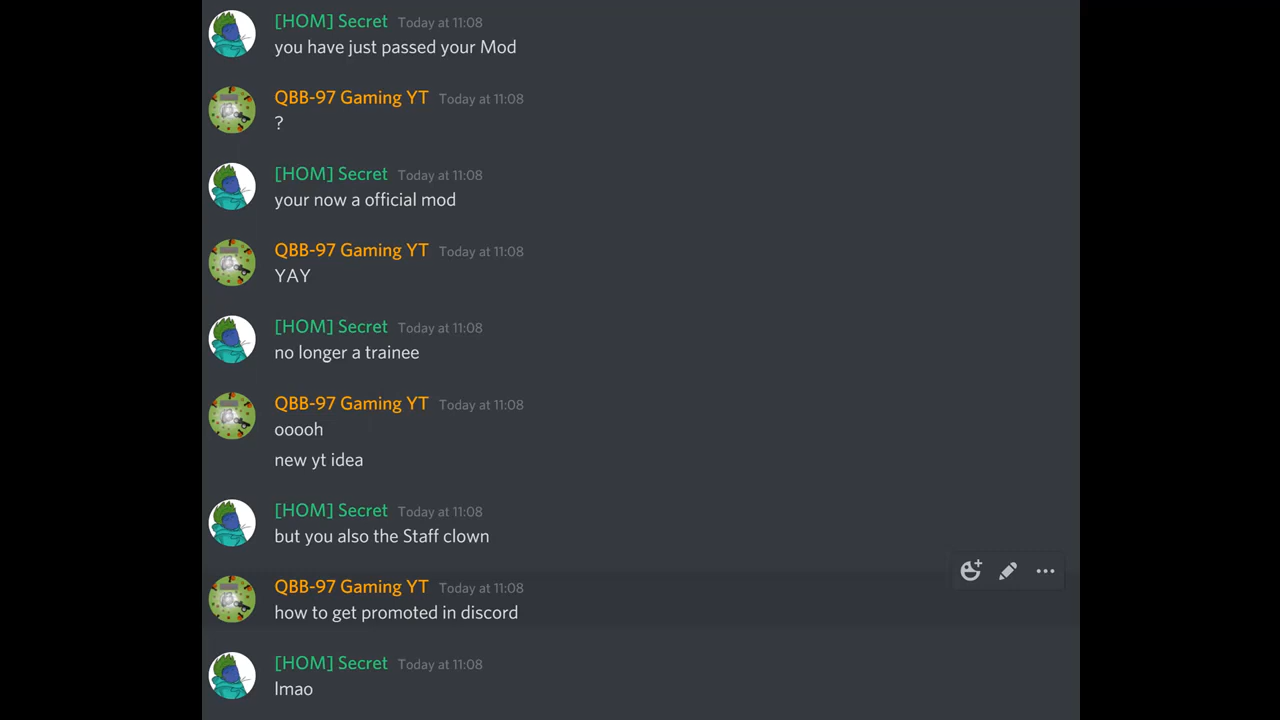 [HOM] Secret Today at 11:08
you have just passed your Mod
QBB-97 Gaming YT Today at 11:08
?
[HOM] Secret Today at 11:08
your now a official mod
QBB-97 Gaming YT Today at 11:08
YAY
[HOM] Secret Today at 11:08
no longer a trainee
QBB-97 Gaming YT Today at 11:08
ooooh
new yt idea
[HOM] Secret Today at 11:08
but you also the Staff clown
QBB-97 Gaming YT Today at 11:08
how to get promoted in discord
[HOM] Secret Today at 11:08
lmao